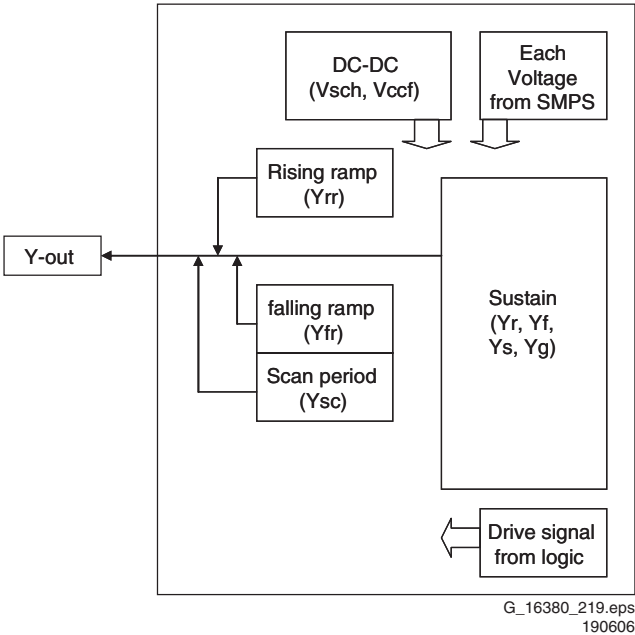 DC-DC
(Vsch, Vccf)
Each
Voltage
from SMPS
Rising ramp
(Yrr)
Y-out
falling ramp
(Yfr)
Scan period
(Ysc)
Sustain
(Yr, Yf,
Ys, Yg)
Drive signal
from logic
G_16380_219.eps
190606